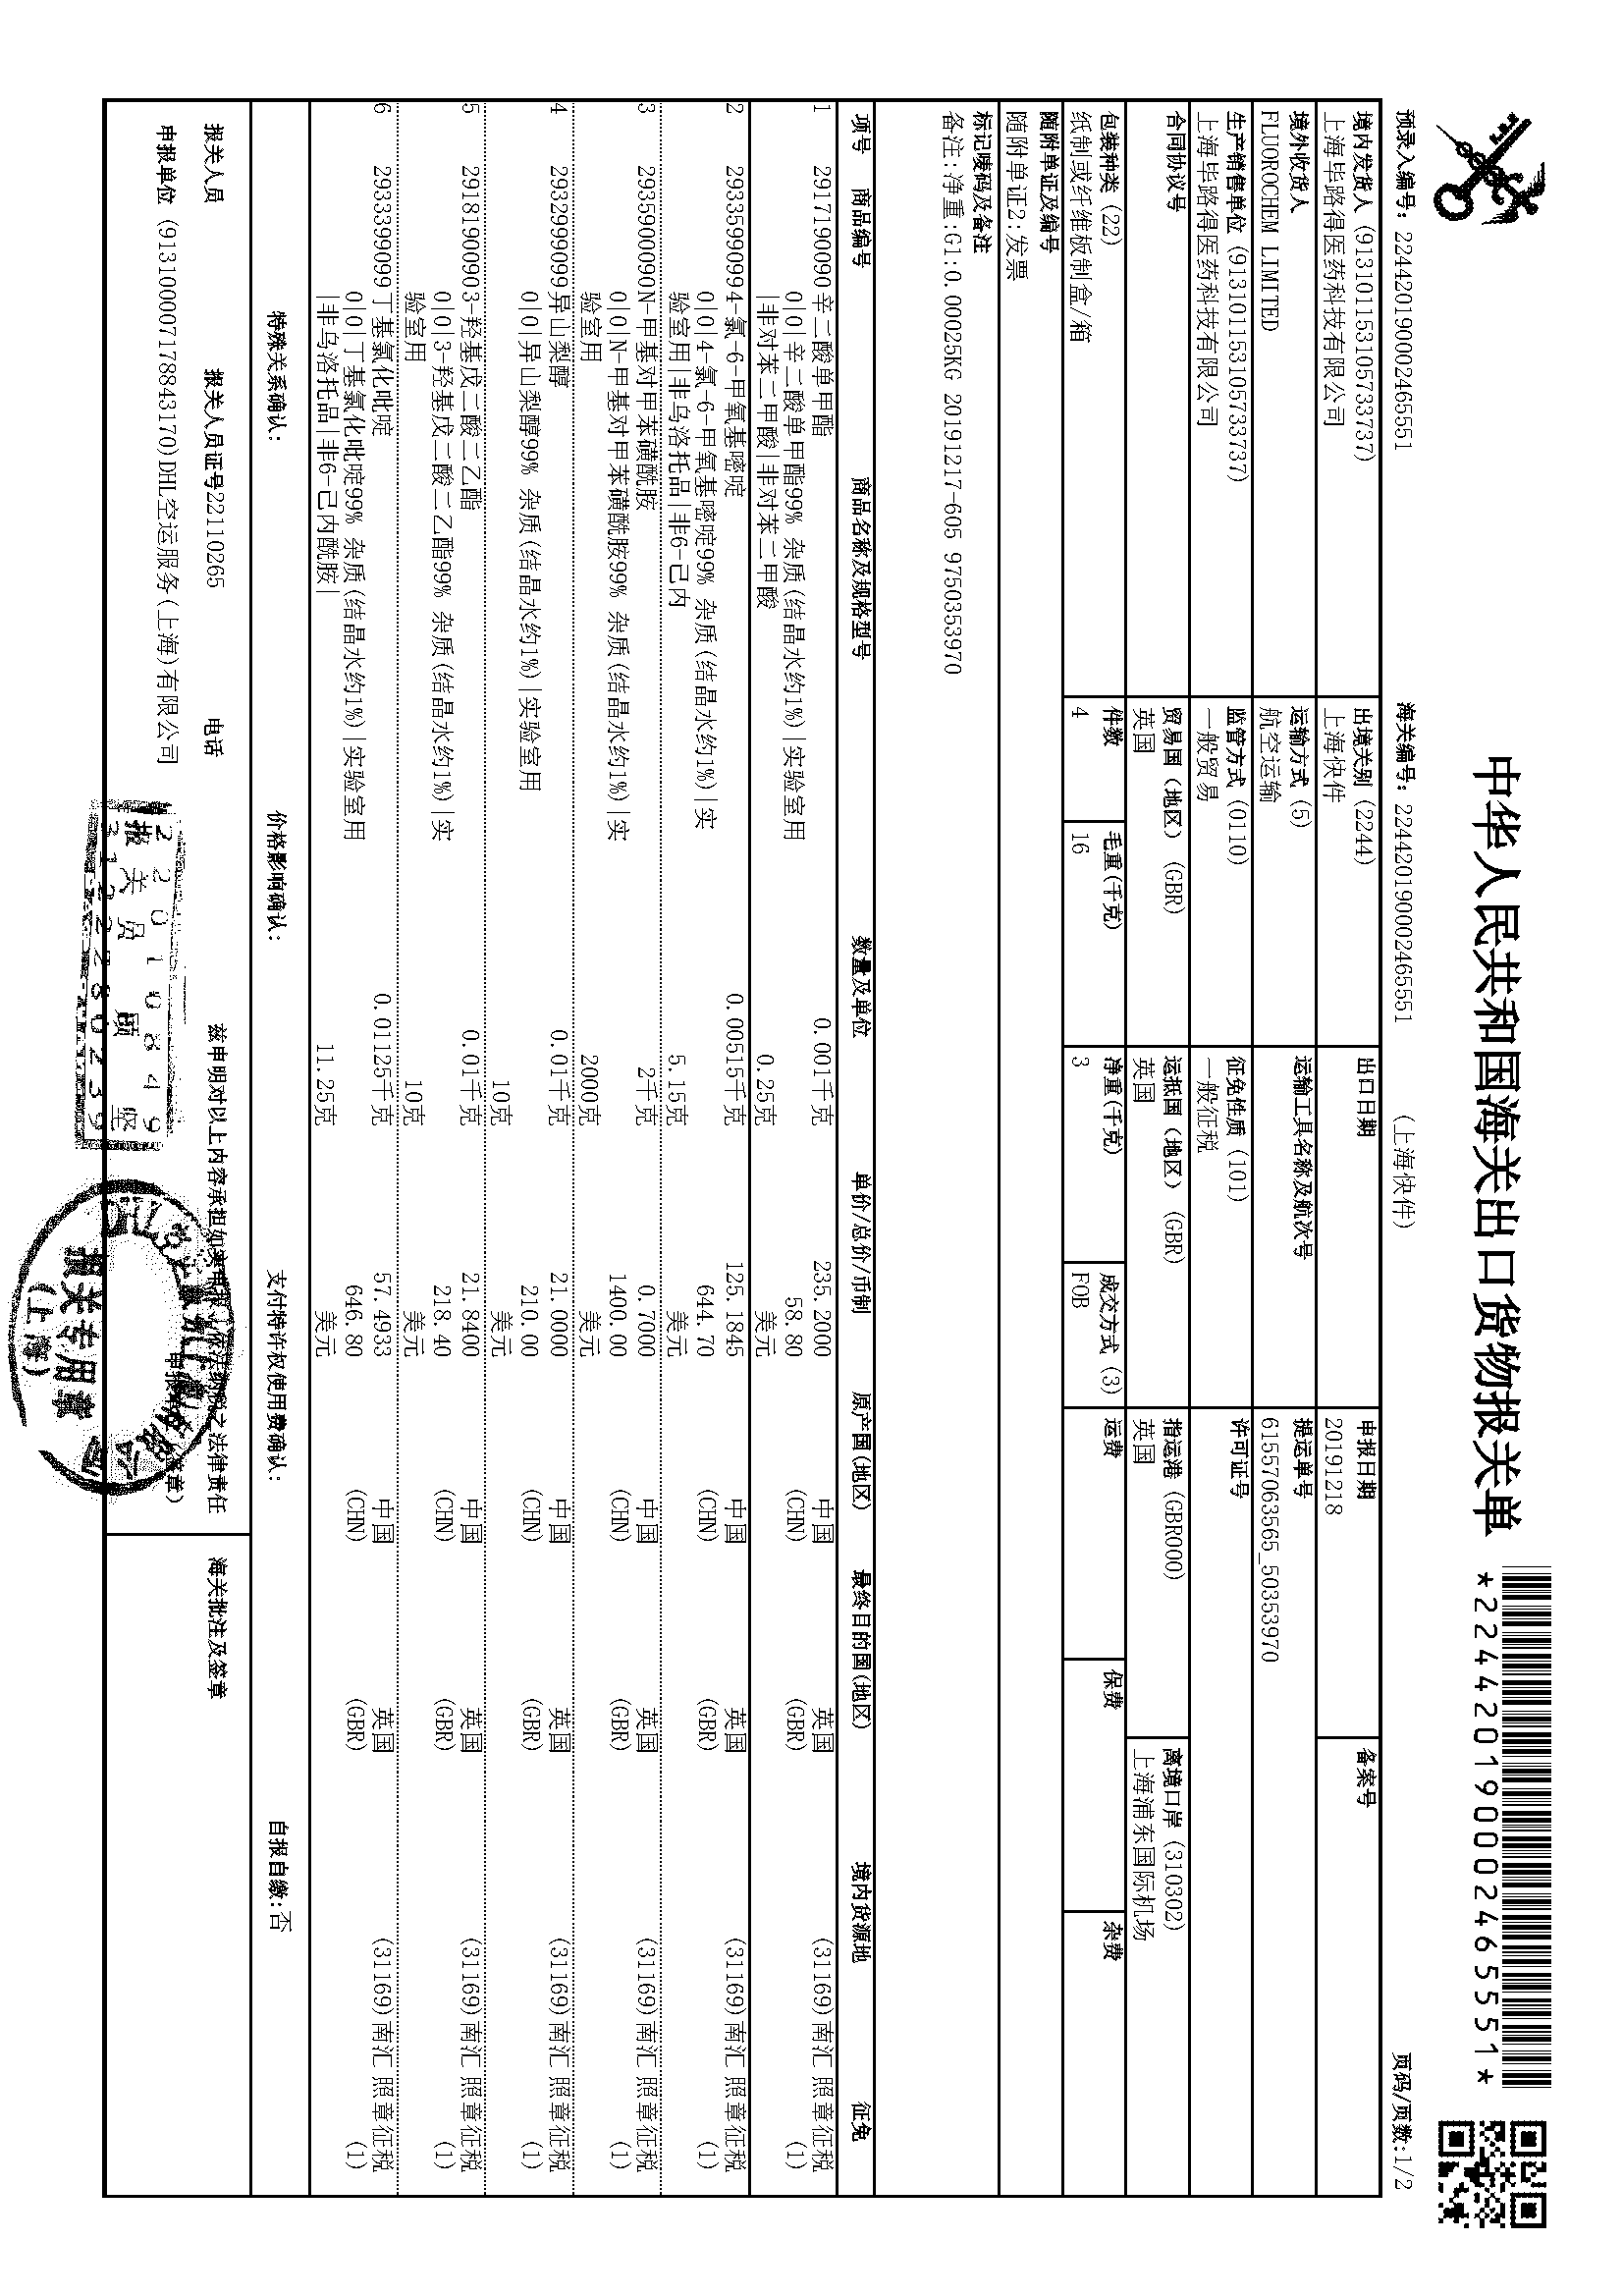 中华人民共和国海关出口货物报关单
*224420190002465551*
预录入编号: 224420190002465551 海关编号: 224420190002465551 (上海快件) 页码/页数:1/2
境内发货人 (913101153105733737) 出境关别 (2244) 出口日期 申报日期 备案号
上海毕路得医药科技有限公司 上海快件 20191218
境外收货人 运输方式 (5) 运输工具名称及航次号 提运单号
FLUOROCHEM LIMITED 航空运输 61557063565_50353970
生产销售单位 (913101153105733737) 监管方式 (0110) 征免性质 (101) 许可证号
上海毕路得医药科技有限公司 一般贸易 一般征税
合同协议号 贸易国 (地区) (GBR) 运抵国 (地区) (GBR) 指运港 (GBR000) 离境口岸 (310302)
英国 英国 英国 上海浦东国际机场
包装种类 (22) 件数 毛重(千克) 净重(千克) 成交方式 (3) 运费 保费 杂费
纸制或纤维板制盒/箱 4 16 3 FOB
随附单证及编号
随附单证2:发票
标记唛码及备注
备注:净重:G1:0.00025KG 20191217-605 9750353970
项号 商品编号 商品名称及规格型号 数量及单位 单价/总价/币制 原产国(地区) 最终目的国(地区) 境内货源地 征免
1 2917190090辛二酸单甲酯 0.001千克 235.2000 中国 英国 (31169)南汇 照章征税
0|0|辛二酸单甲酯99% 杂质(结晶水约1%)|实验室用 58.80 (CHN) (GBR) (1)
|非对苯二甲酸|非对苯二甲酸 0.25克 美元
2 29335990994-氯-6-甲氧基嘧啶 0.00515千克 125.1845 中国 英国 (31169)南汇 照章征税
0|0|4-氯-6-甲氧基嘧啶99% 杂质(结晶水约1%)|实 644.70 (CHN) (GBR) (1)
验室用|非乌洛托品|非6-己内 5.15克 美元
3 2935900090N-甲基对甲苯磺酰胺 2千克 0.7000 中国 英国 (31169)南汇 照章征税
0|0|N-甲基对甲苯磺酰胺99% 杂质(结晶水约1%)|实 1400.00 (CHN) (GBR) (1)
验室用 2000克 美元
4 2932999099异山梨醇 0.01千克 21.0000 中国 英国 (31169)南汇 照章征税
0|0|异山梨醇99% 杂质(结晶水约1%)|实验室用 210.00 (CHN) (GBR) (1)
10克 美元
5 29181900903-羟基戊二酸二乙酯 0.01千克 21.8400 中国 英国 (31169)南汇 照章征税
0|0|3-羟基戊二酸二乙酯99% 杂质(结晶水约1%)|实 218.40 (CHN) (GBR) (1)
验室用 10克 美元
6 2933399099丁基氯化吡啶 0.01125千克 57.4933 中国 英国 (31169)南汇 照章征税
0|0|丁基氯化吡啶99% 杂质(结晶水约1%)|实验室用 646.80 (CHN) (GBR) (1)
|非乌洛托品|非6-己内酰胺| 11.25克 美元
特殊关系确认: 价格影响确认: 支付特许权使用费确认: 自报自缴:否
报关人员 报关人员证号22110265 电话 兹申明对以上内容承担如实申报、依法纳税之法律责任 海关批注及签章
申报单位 (913100007178843170)DHL空运服务(上海)有限公司
报关员
报关专用章
(上海)